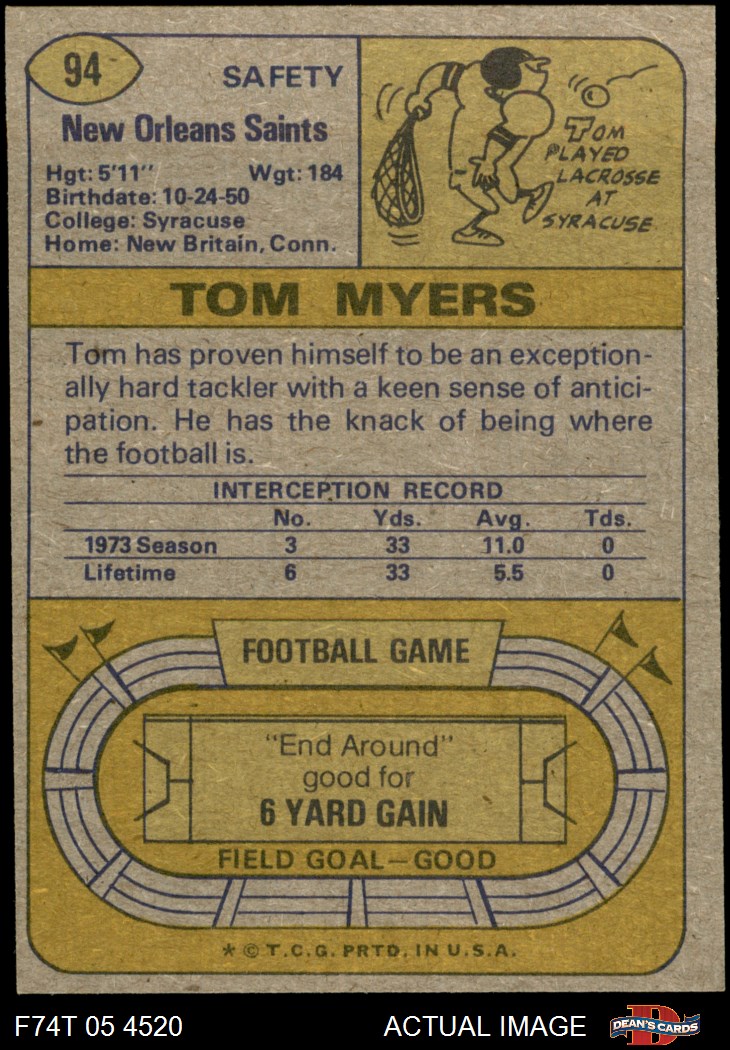 94
SAFETY
New Orleans Saints
Hgt: 5'11" Wgt: 184
Birthdate: 10-24-50
College: Syracuse
Home: New Britain, Conn.
TOM
PLAYED
LACROSSE
AT
SYRACUSE
TOM MYERS
Tom has proven himself to be an exception-
ally hard tackler with a keen sense of antici-
pation. He has the knack of being where
the football is.
INTERCEPTION RECORD
No. Yds. Avg. Tds.
1973 Season 3 33 11.0 0
Lifetime 6 33 5.5 0
FOOTBALL GAME
"End Around"
good for
6 YARD GAIN
FIELD GOAL—GOOD
* © T.C.G. PRTD. IN U.S.A.
F74T 05 4520 ACTUAL IMAGE
D
DEAN'S CARDS